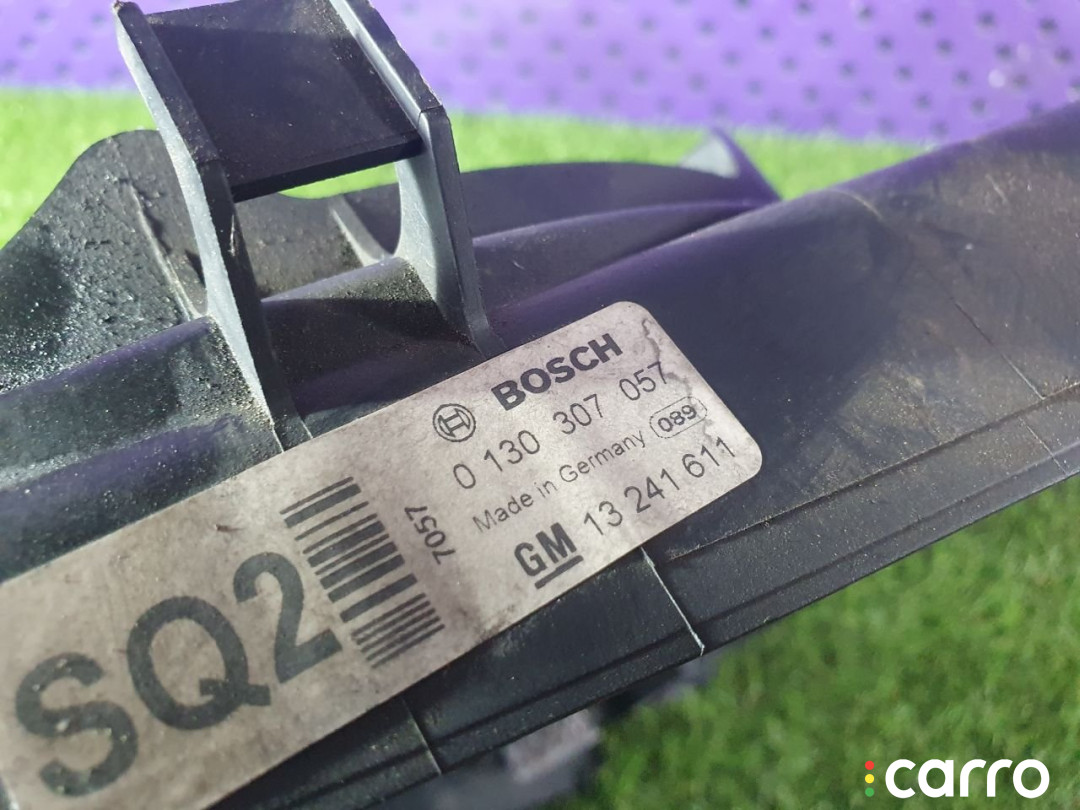 BOSCH
0 130 307 057
Made in Germany 089
GM 13 241 611
7057
SQ2
carro